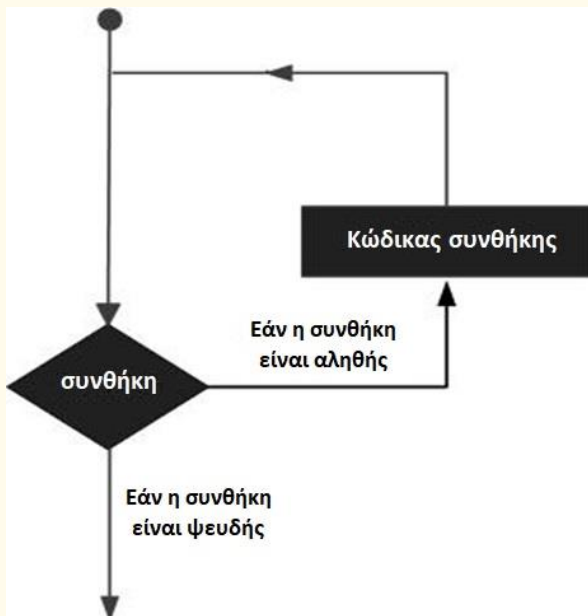 Κώδικας συνθήκης
Εάν η συνθήκη
είναι αληθής
συνθήκη
Εάν η συνθήκη
είναι ψευδής